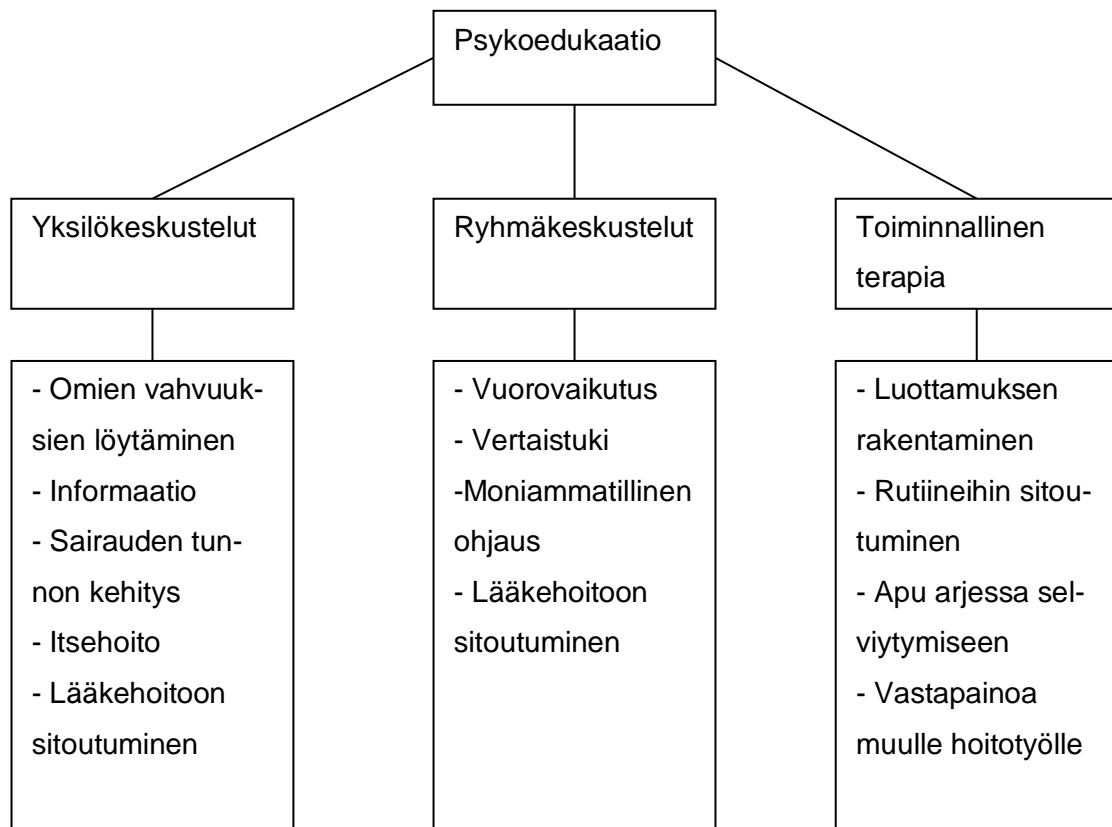 Psykoedukaatio
Yksilökeskustelut
Ryhmäkeskustelut
Toiminnallinen
terapia
- Omien vahvuuk-
sien löytäminen
- Informaatio
- Sairauden tun-
non kehitys
- Itsehoito
- Lääkehoitoon
sitoutuminen
- Vuorovaikutus
- Vertaistuki
-Moniammatillinen
ohjaus
- Lääkehoitoon
sitoutuminen
- Luottamuksen
rakentaminen
- Rutiineihin sitou-
tuminen
- Apu arjessa sel-
viytymiseen
- Vastapainoa
muulle hoitotyölle